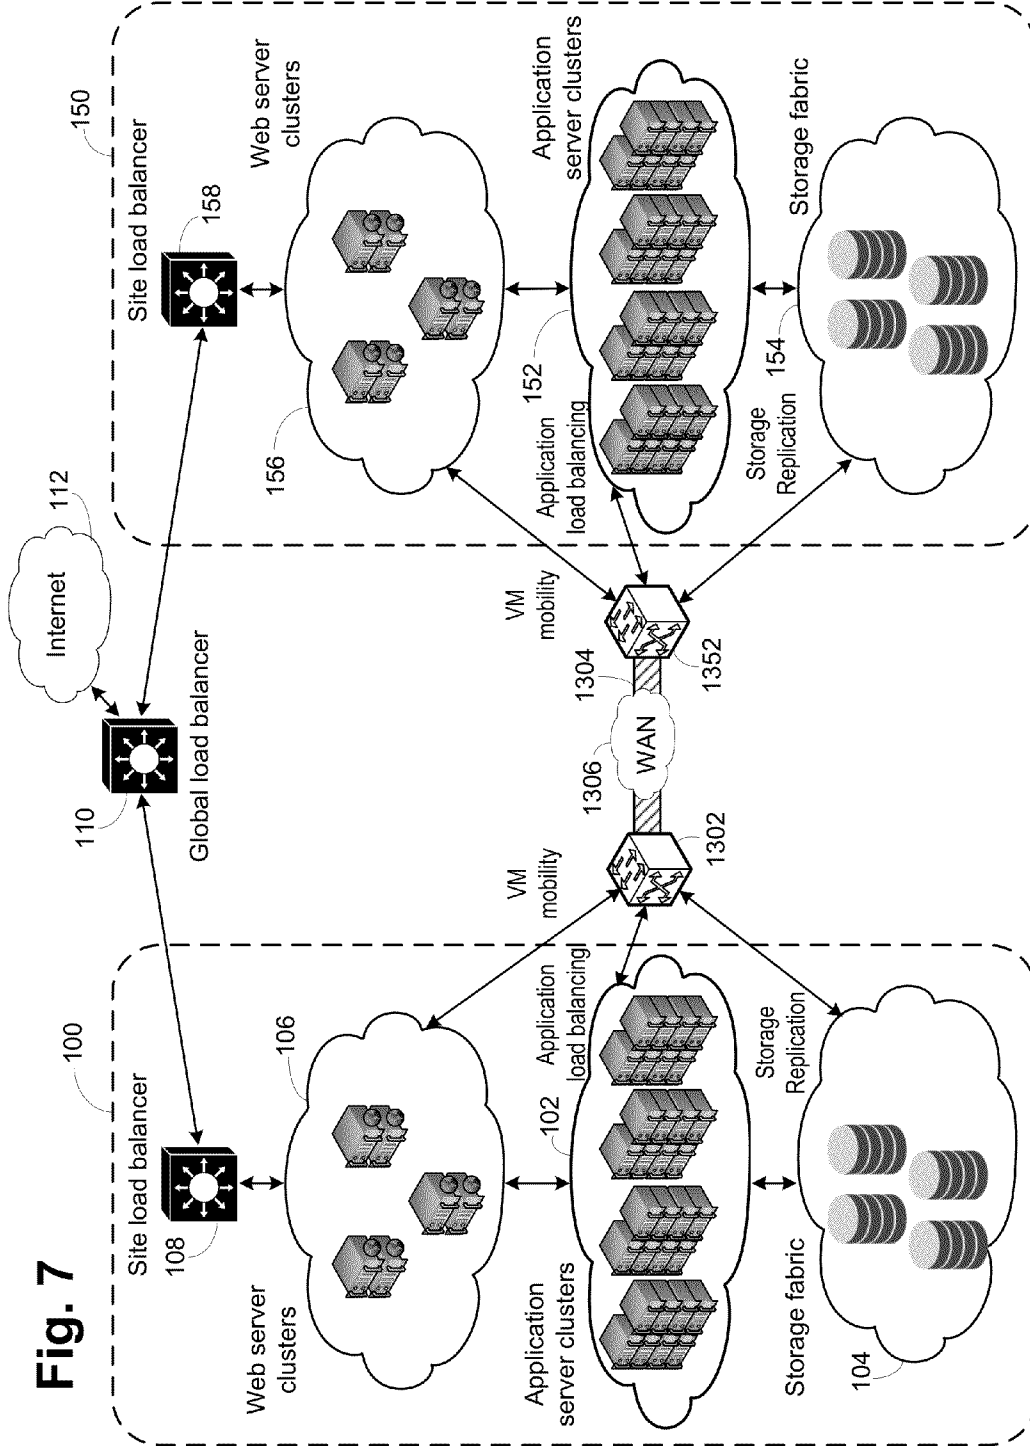 Fig. 7
Internet
112
110
Global load balancer
100
Site load balancer
108
Web server
clusters
106
VM
mobility
Application
server clusters
102
Application
load balancing
Storage fabric
104
Storage
Replication
1302
1306
WAN
1304
1352
150
Site load balancer
158
Web server
clusters
156
VM
mobility
Application
server clusters
152
Application
load balancing
Storage fabric
154
Storage
Replication